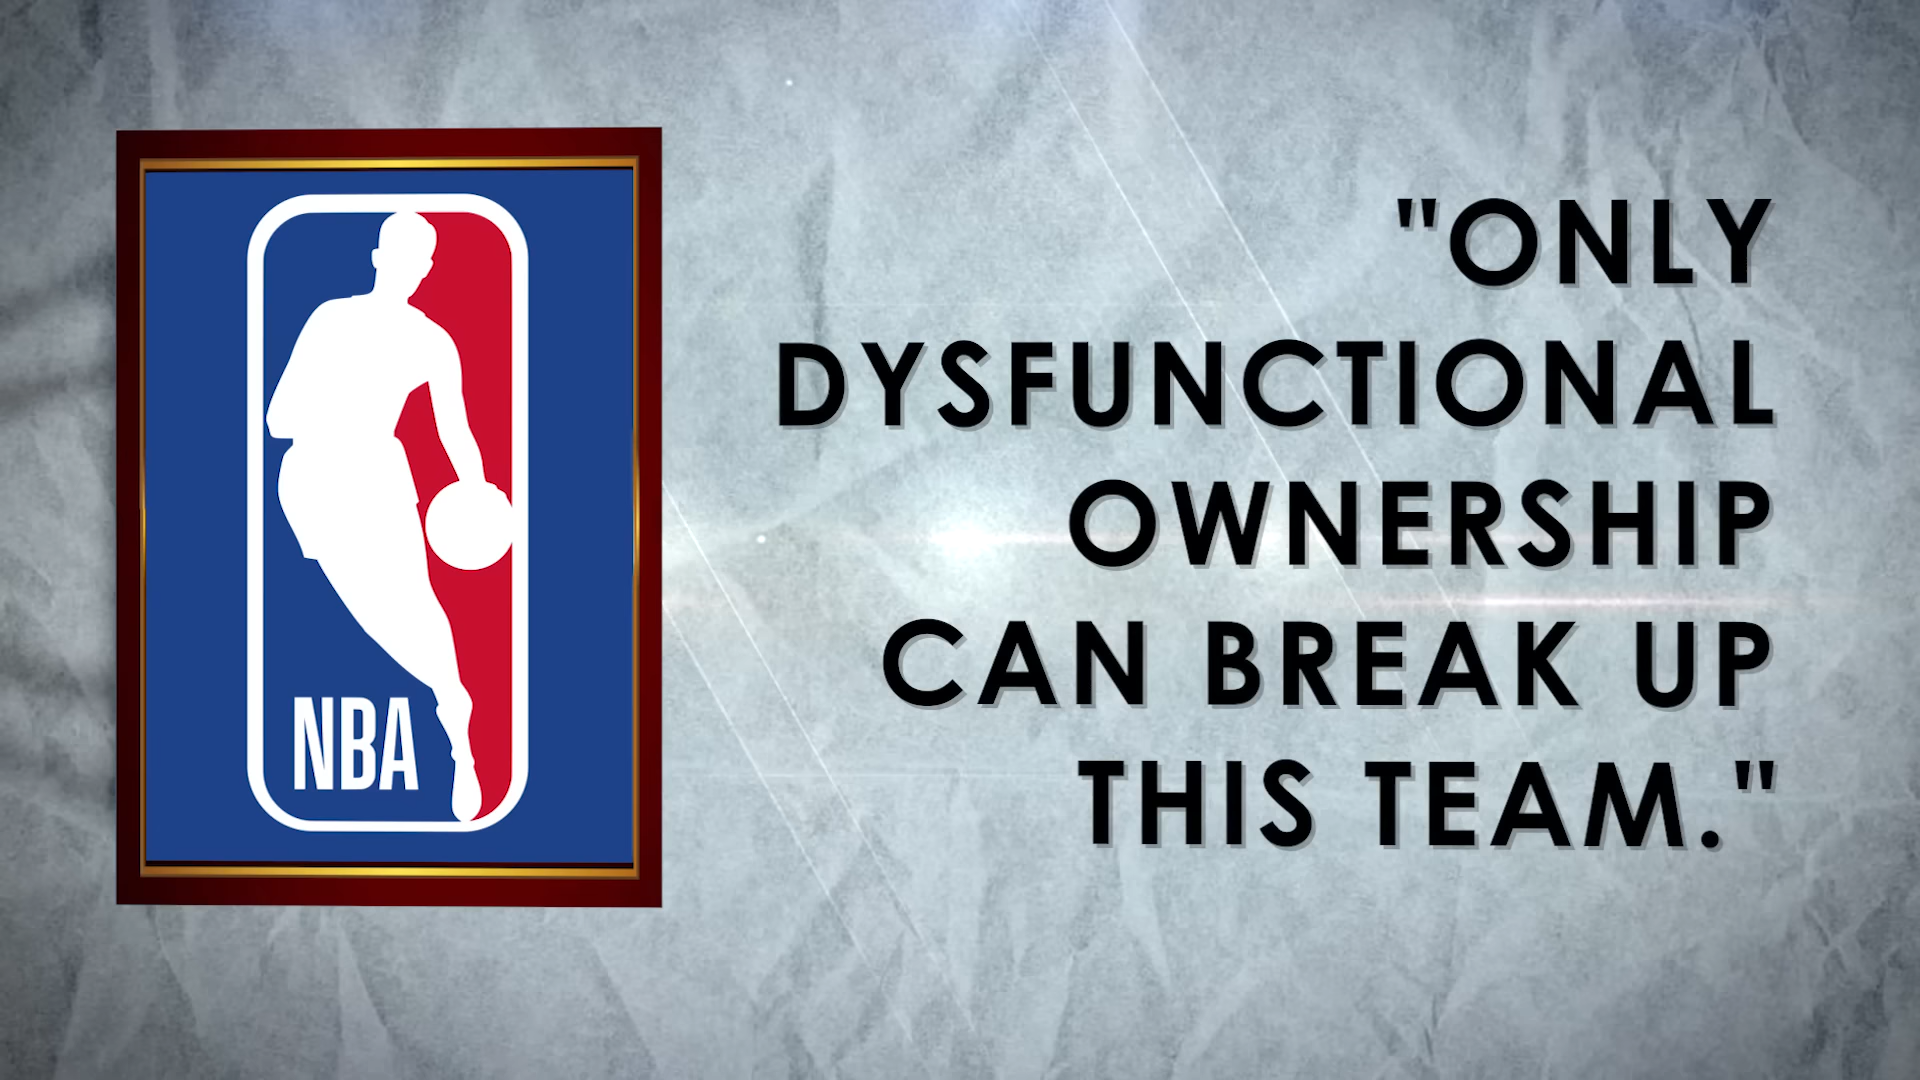 NBA
"ONLY
DYSFUNCTIONAL
OWNERSHIP
CAN BREAK UP
THIS TEAM."